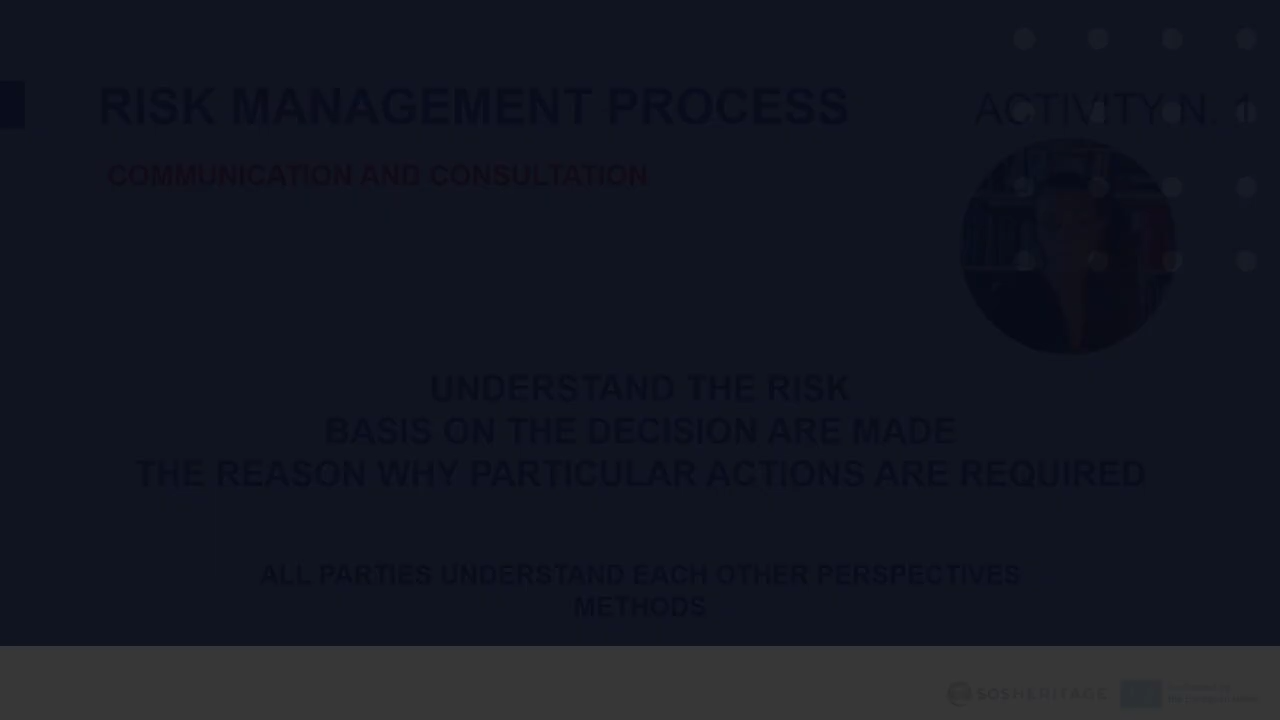 RISK MANAGEMENT PROCESS
ACTIVITY N. 1
COMMUNICATION AND CONSULTATION
UNDERSTAND THE RISK
BASIS ON THE DECISION ARE MADE
THE REASON WHY PARTICULAR ACTIONS ARE REQUIRED
ALL PARTIES UNDERSTAND EACH OTHER PERSPECTIVES
METHODS
SOSHERITAGE